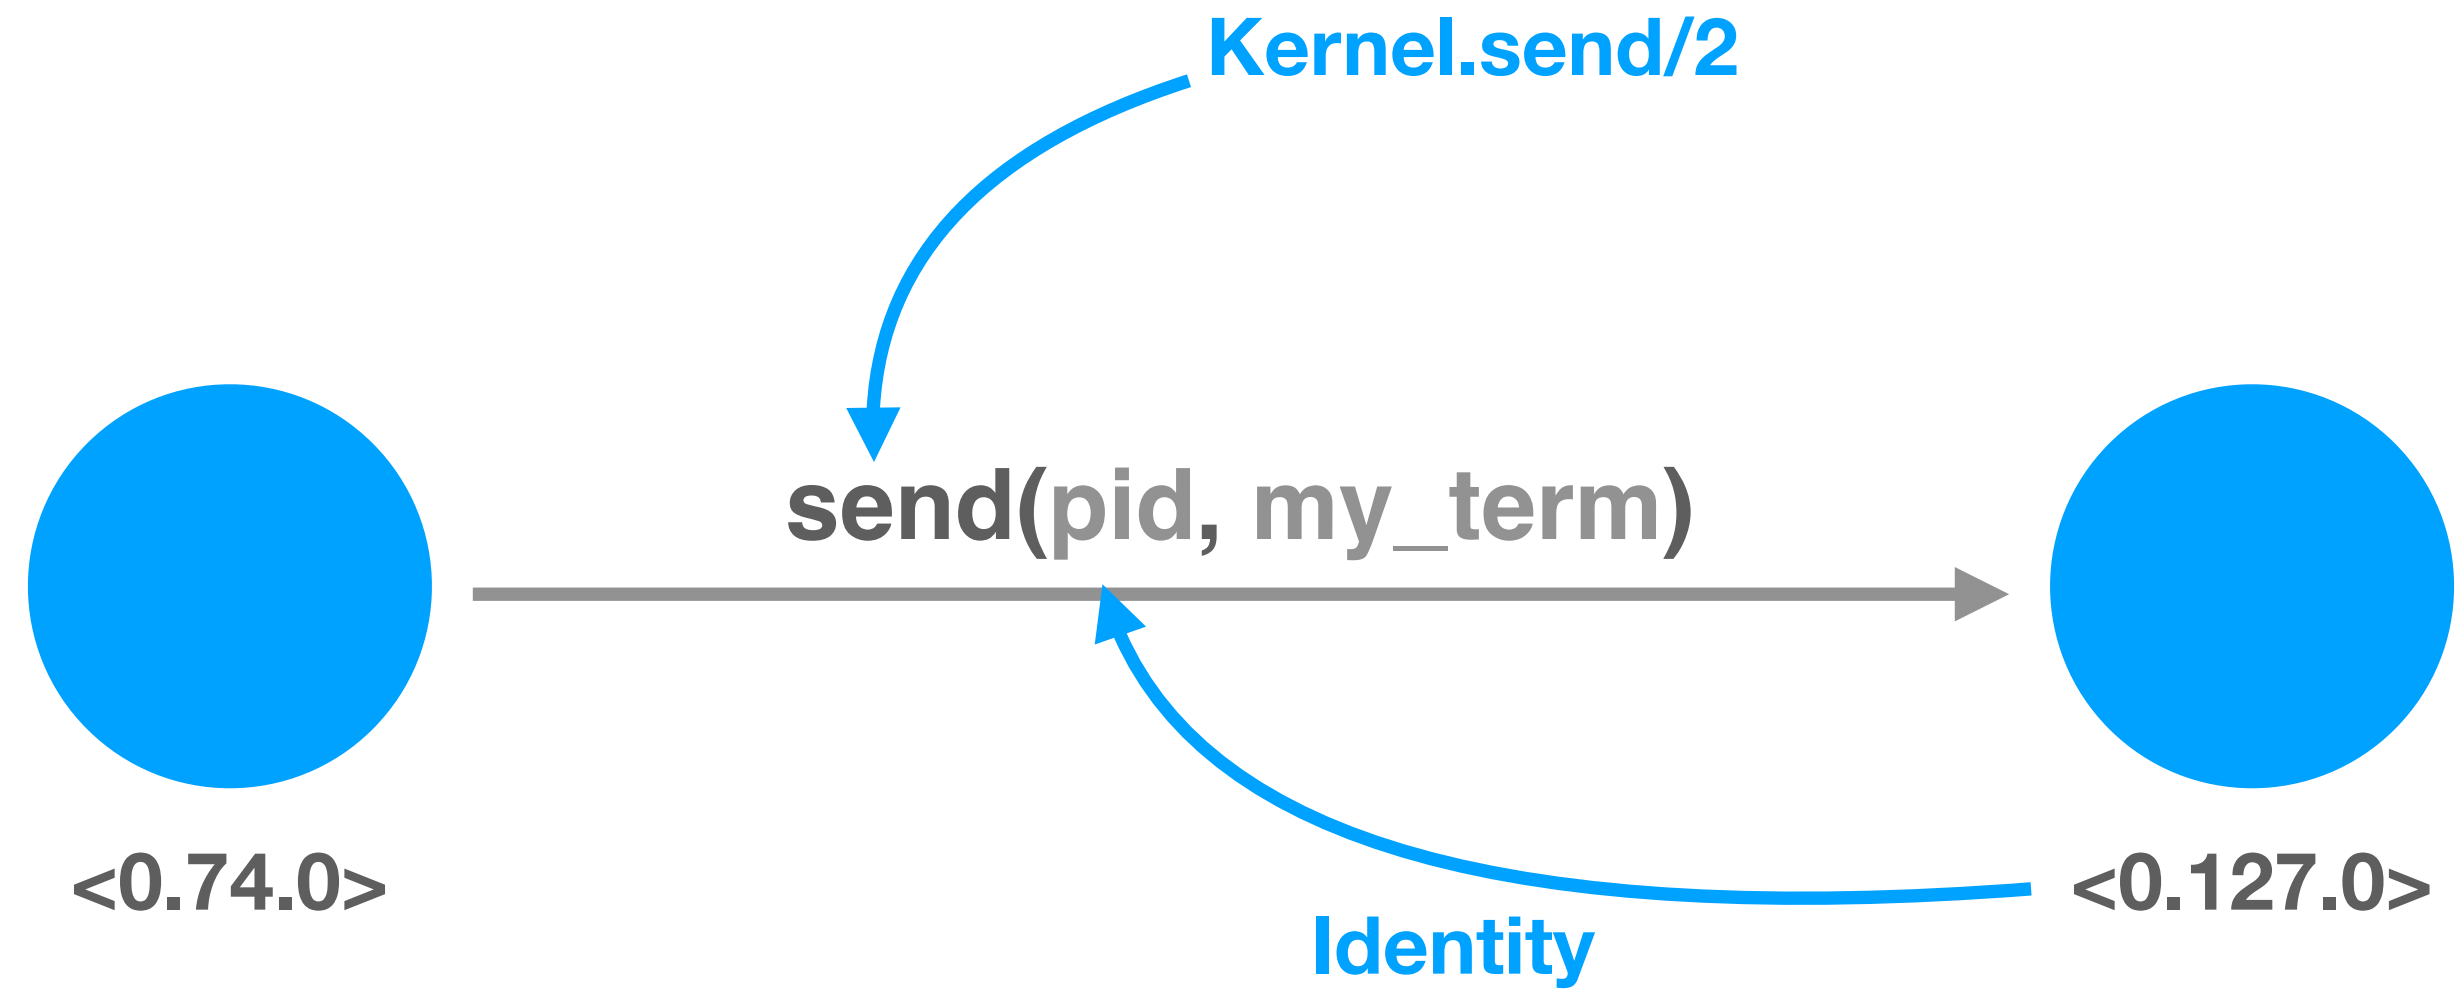 Kernel.send/2
send(pid, my_term)
<0.74.0>
<0.127.0>
Identity